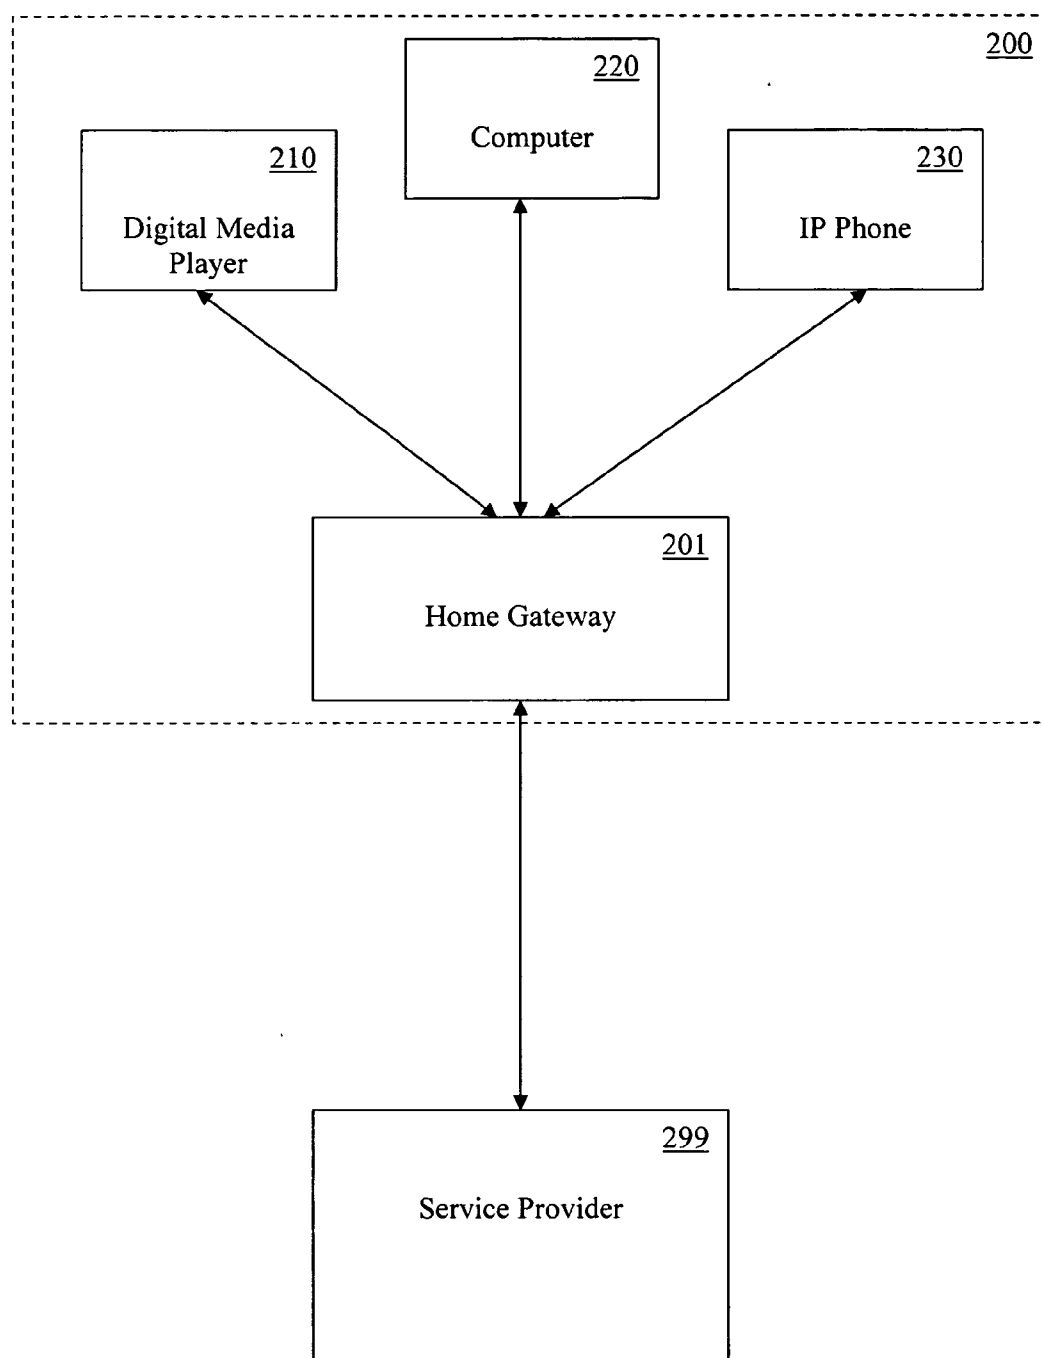 200
220
Computer
210
Digital Media
Player
230
IP Phone
201
Home Gateway
299
Service Provider